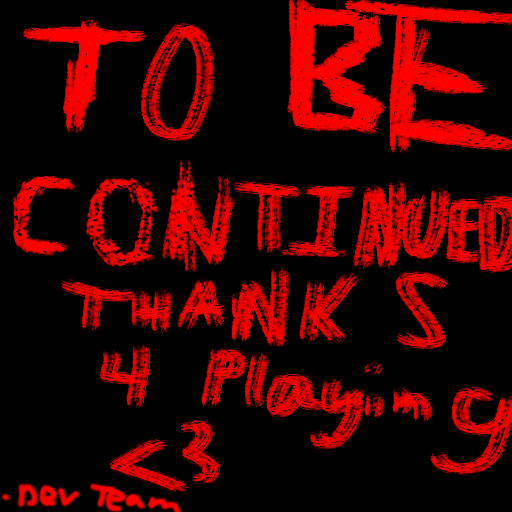 TO BE
CONTINUED
THANKS
4 Playing
<3
-Dev Team